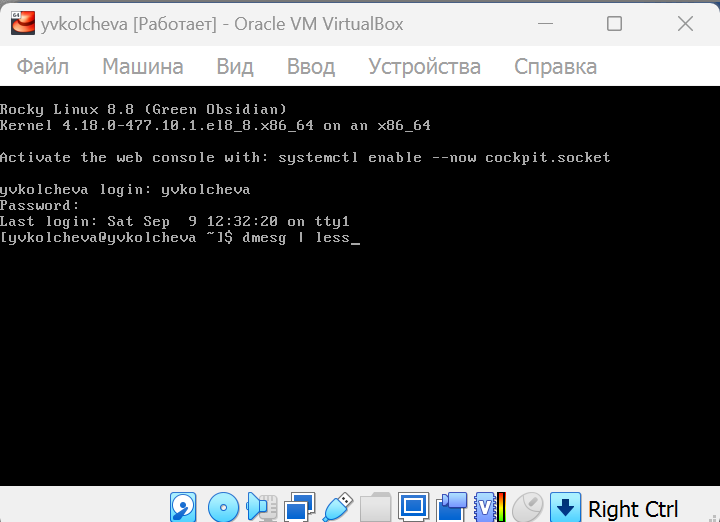 yvkolcheva [Работает] - Oracle VM VirtualBox
Файл Машина Вид Ввод Устройства Справка
Rocky Linux 8.8 (Green Obsidian)
Kernel 4.18.0-477.10.1.el8_8.x86_64 on an x86_64
Activate the web console with: systemctl enable --now cockpit.socket
yvkolcheva login: yvkolcheva
Password:
Last login: Sat Sep  9 12:32:20 on tty1
[yvkolcheva@yvkolcheva ~]$ dmesg | less_
Right Ctrl